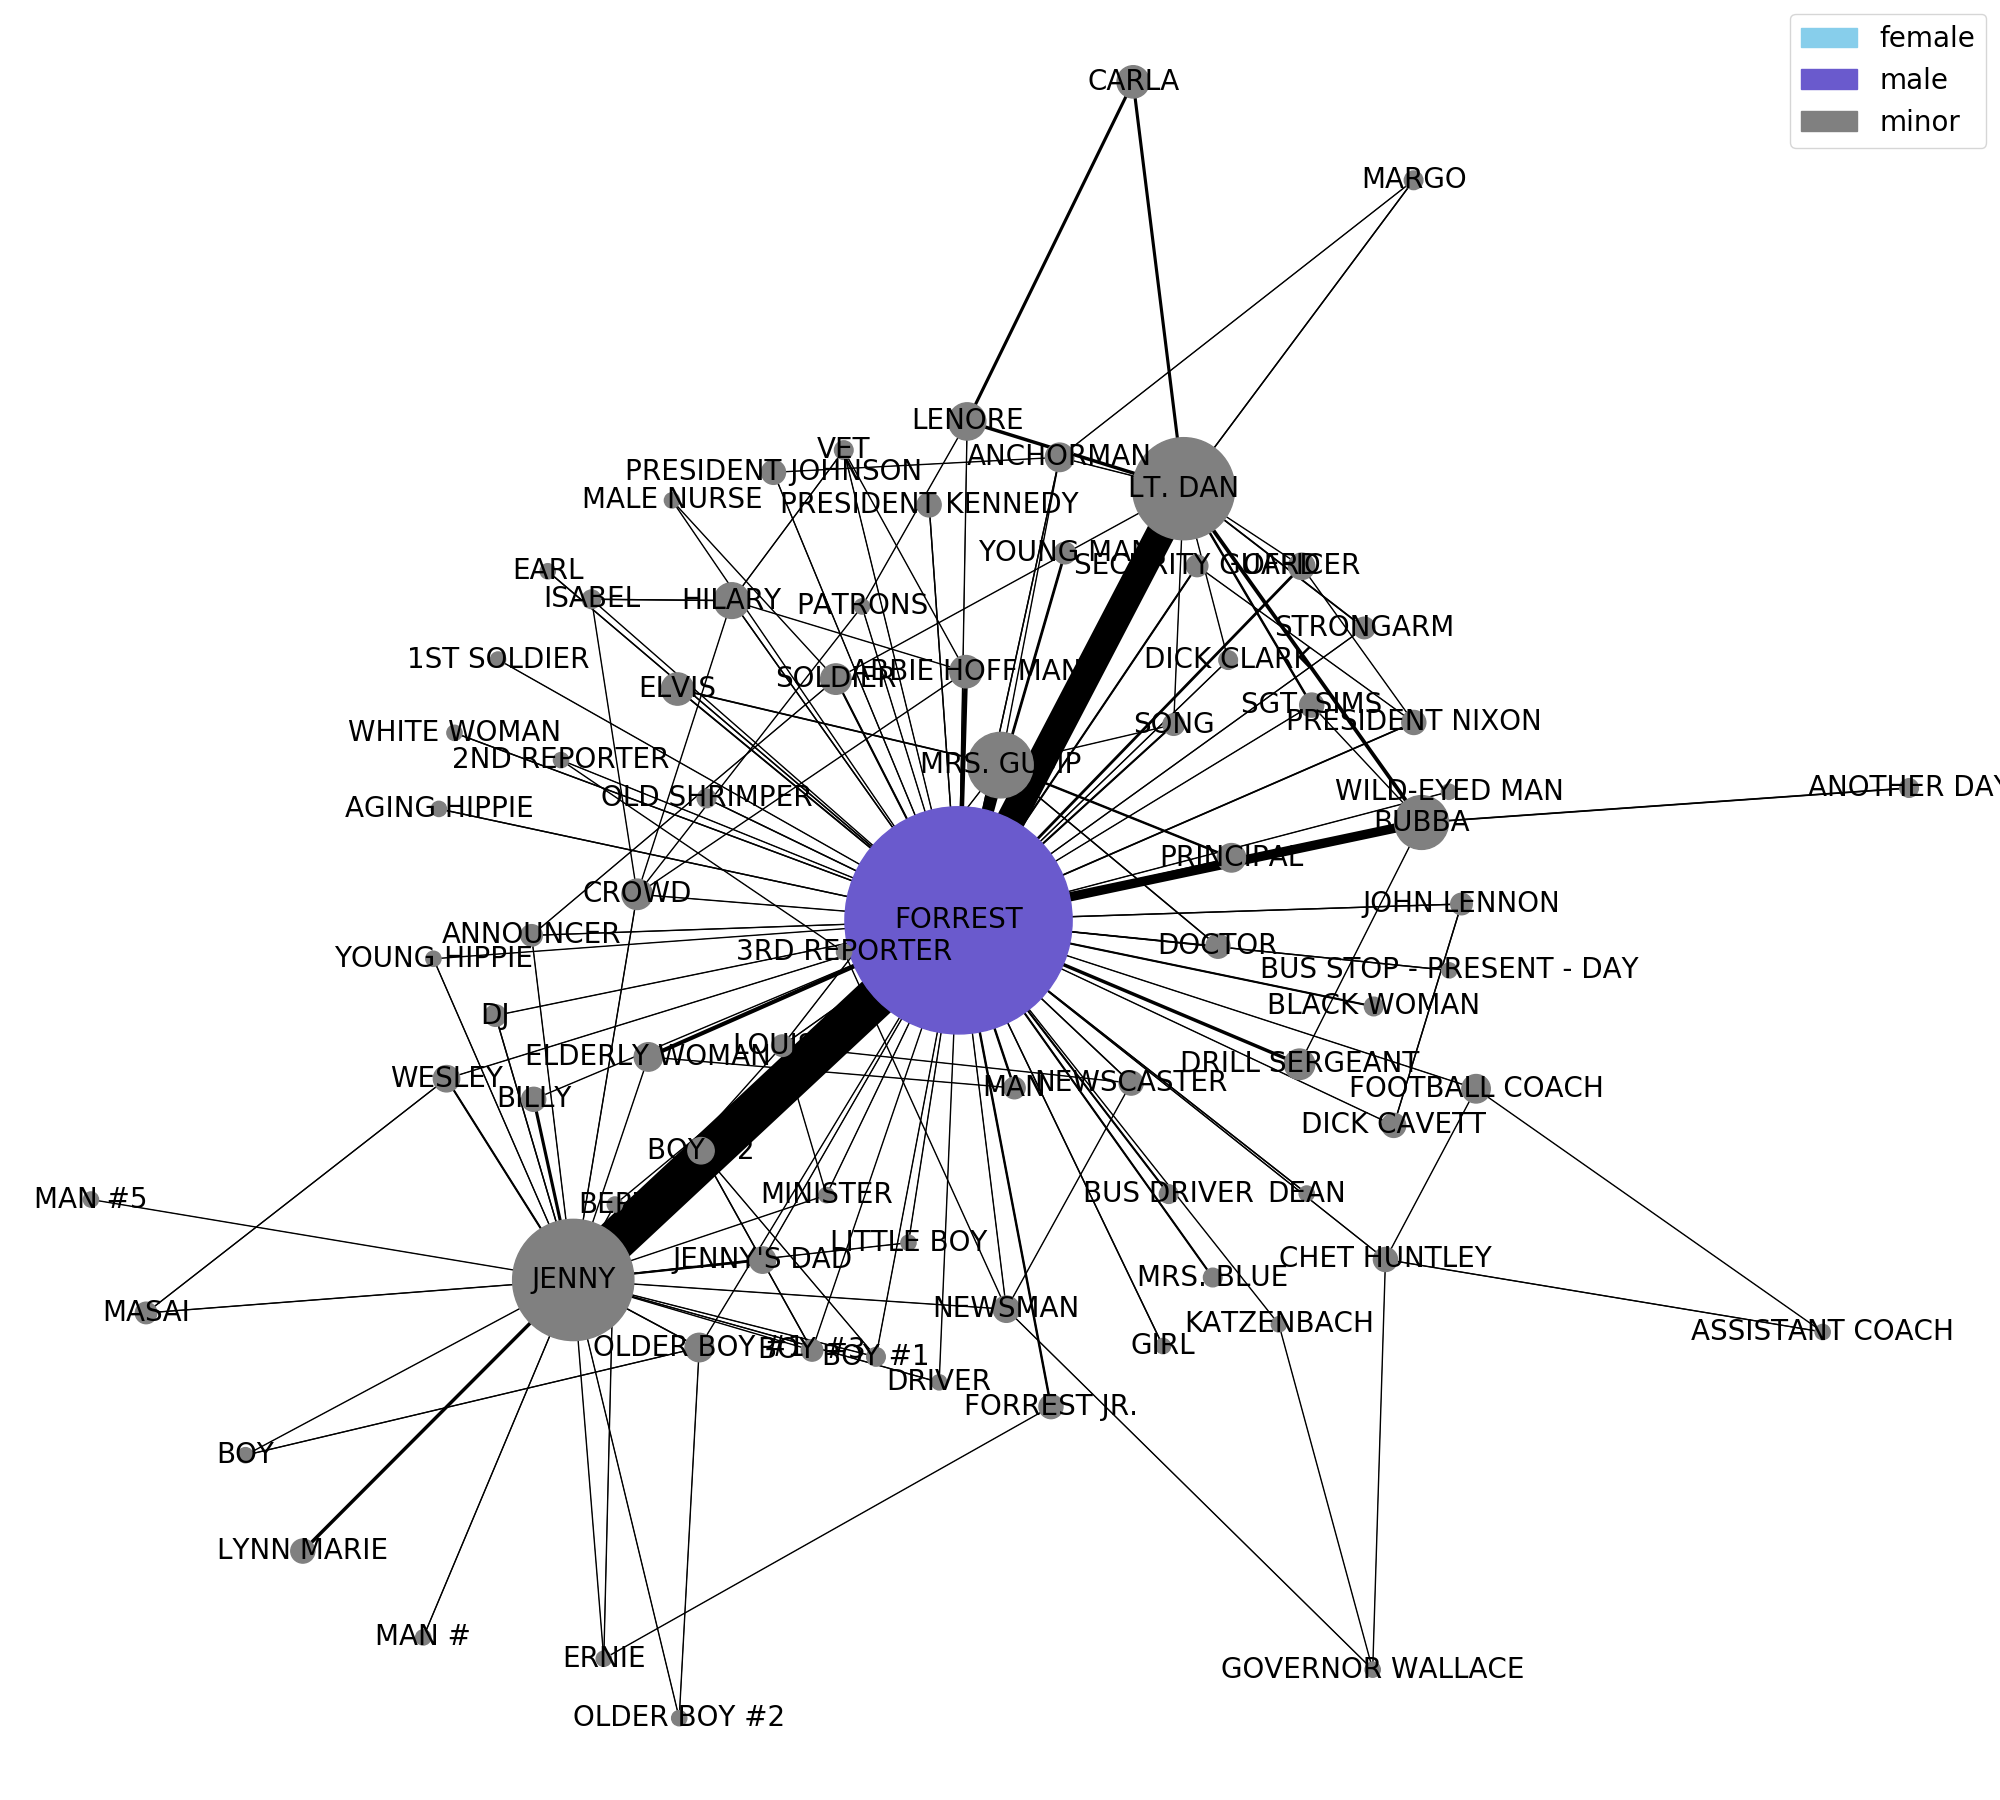 female
male
minor
CARLA
MARGO
LENORE
VET
ANCHORMAN
PRESIDENT JOHNSON
LT. DAN
MALE NURSE
PRESIDENT KENNEDY
YOUNG MAN
SECURITY GUARD
OFFICER
EARL
ISABEL
HILARY
PATRONS
STRONGARM
1ST SOLDIER
DICK CLARK
ABBIE HOFFMAN
SOLDIER
ELVIS
SGT. SIMS
PRESIDENT NIXON
SONG
WHITE WOMAN
2ND REPORTER
MRS. GUMP
ANOTHER DAY
WILD-EYED MAN
OLD SHRIMPER
AGING HIPPIE
BUBBA
PRINCIPAL
CROWD
JOHN LENNON
FORREST
ANNOUNCER
DOCTOR
3RD REPORTER
YOUNG HIPPIE
BUS STOP - PRESENT - DAY
BLACK WOMAN
DJ
LOUIS
ELDERLY WOMAN
DRILL SERGEANT
WESLEY
NEWSCASTER
MAN
FOOTBALL COACH
BILLY
DICK CAVETT
BOY #2
MINISTER
BUS DRIVER
DEAN
MAN #5
LITTLE BOY
JENNY'S DAD
CHET HUNTLEY
JENNY
MRS. BLUE
NEWSMAN
MASAI
KATZENBACH
ASSISTANT COACH
OLDER BOY #1
BOY #3
BOY #1
GIRL
DRIVER
FORREST JR.
BOY
LYNN MARIE
MAN #
ERNIE
GOVERNOR WALLACE
OLDER BOY #2